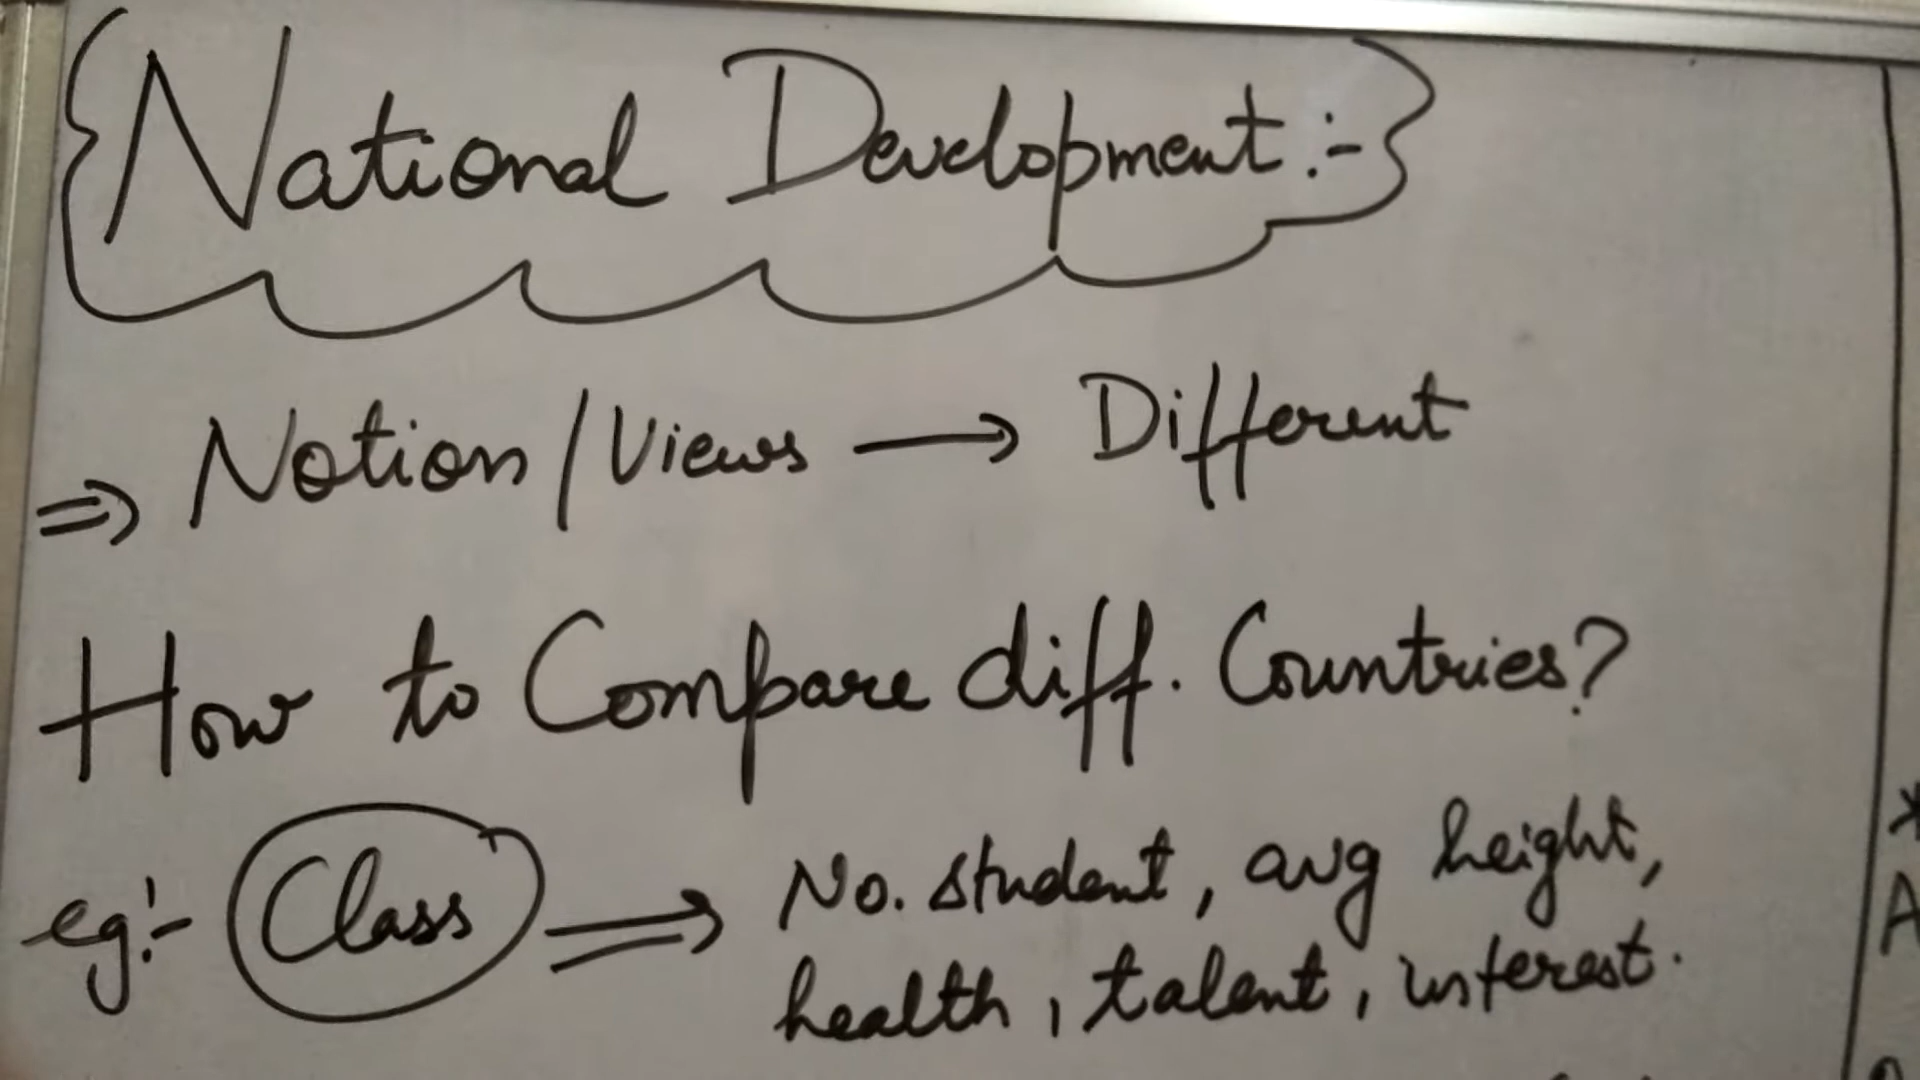 National Development :-
⇒ Notion / Views → Different
How to Compare diff. Countries?
eg:- Class ⇒ No. student, avg height,
health, talent, interest.